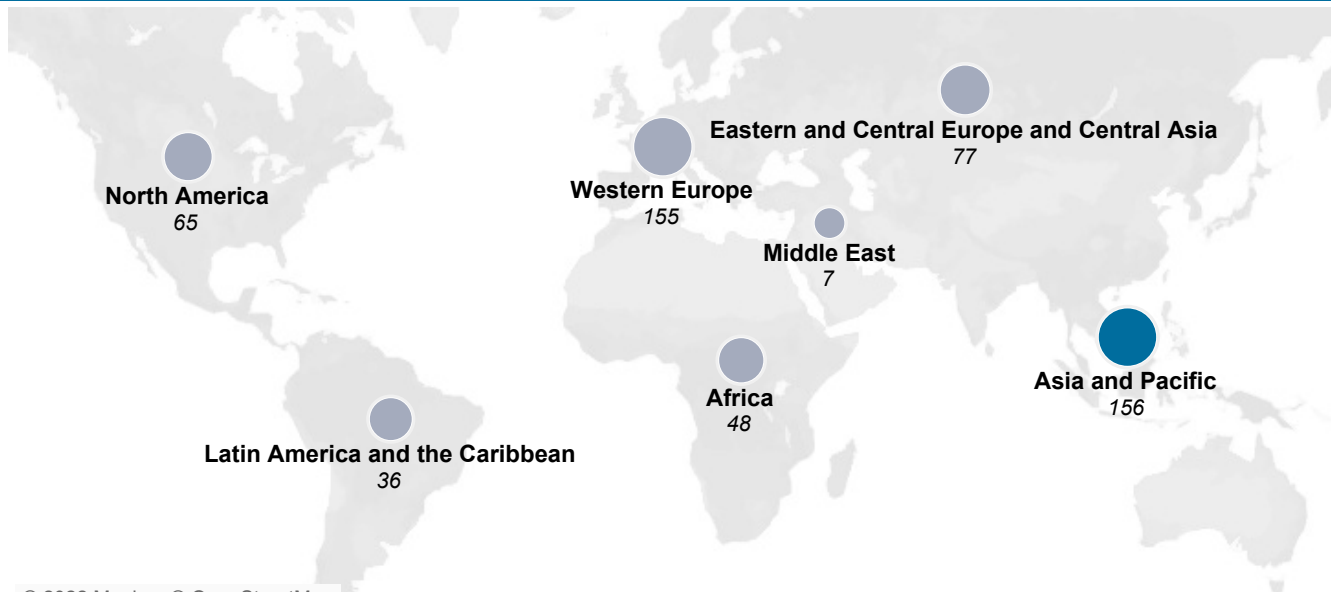 Eastern and Central Europe and Central Asia
77
North America
65
Western Europe
155
Middle East
7
Asia and Pacific
156
Africa
48
Latin America and the Caribbean
36